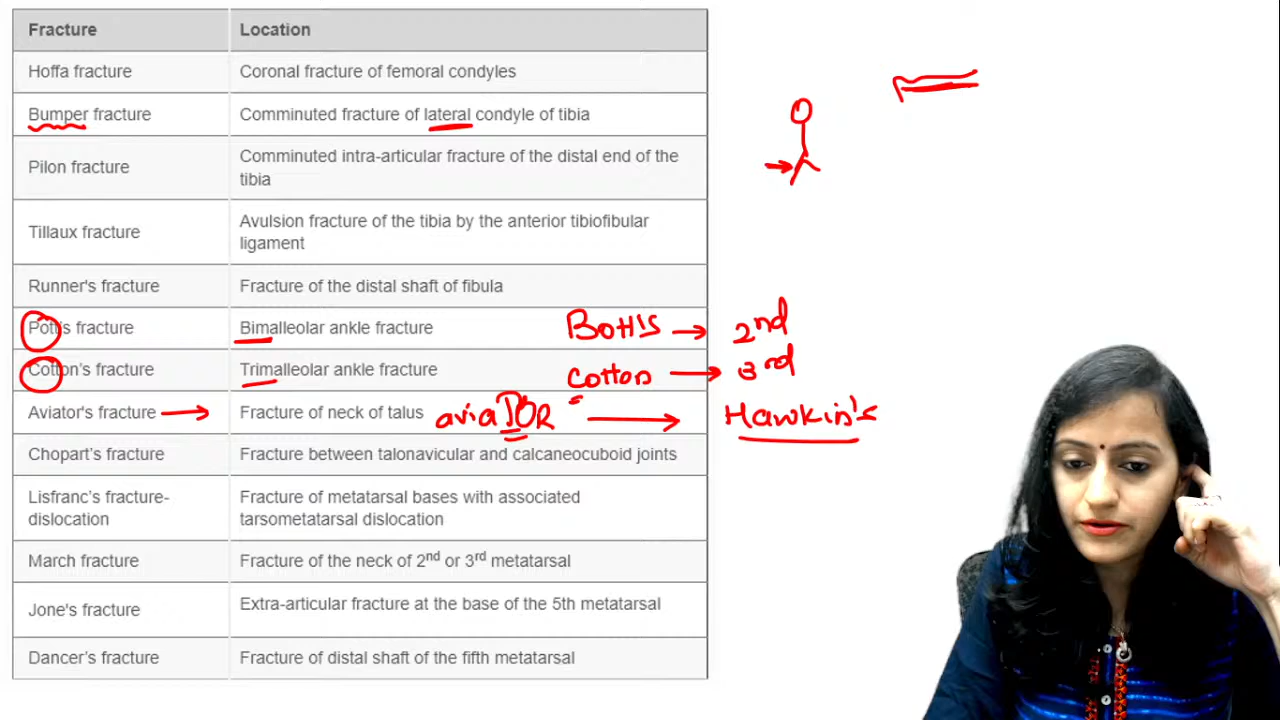 Fracture Location
Hoffa fracture Coronal fracture of femoral condyles
Bumper fracture Comminuted fracture of lateral condyle of tibia
Pilon fracture Comminuted intra-articular fracture of the distal end of the
tibia
Tillaux fracture Avulsion fracture of the tibia by the anterior tibiofibular
ligament
Runner's fracture Fracture of the distal shaft of fibula
Pott's fracture Bimalleolar ankle fracture BOtt's → 2nd
Cotton's fracture Trimalleolar ankle fracture cotton → 3rd
Aviator's fracture → Fracture of neck of talus aviaTOR → Hawkin's
Chopart's fracture Fracture between talonavicular and calcaneocuboid joints
Lisfranc's fracture- Fracture of metatarsal bases with associated
dislocation tarsometatarsal dislocation
March fracture Fracture of the neck of 2nd or 3rd metatarsal
Jone's fracture Extra-articular fracture at the base of the 5th metatarsal
Dancer's fracture Fracture of distal shaft of the fifth metatarsal